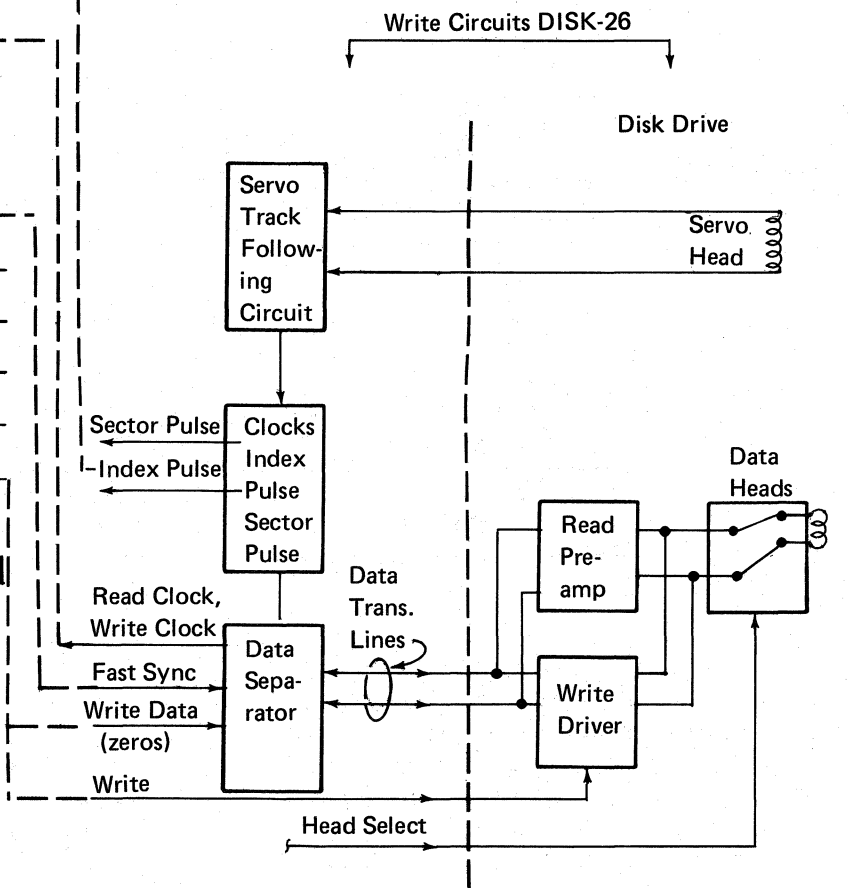 Write Circuits DISK-26
Disk Drive
Servo
Track
Follow-
ing
Circuit
Servo
Head
Sector Pulse
Index Pulse
Clocks
Index
Pulse
Sector
Pulse
Data
Heads
Read
Pre-
amp
Data
Trans.
Lines
Read Clock,
Write Clock
Fast Sync
Write Data
(zeros)
Data
Sepa-
rator
Write
Driver
Write
Head Select